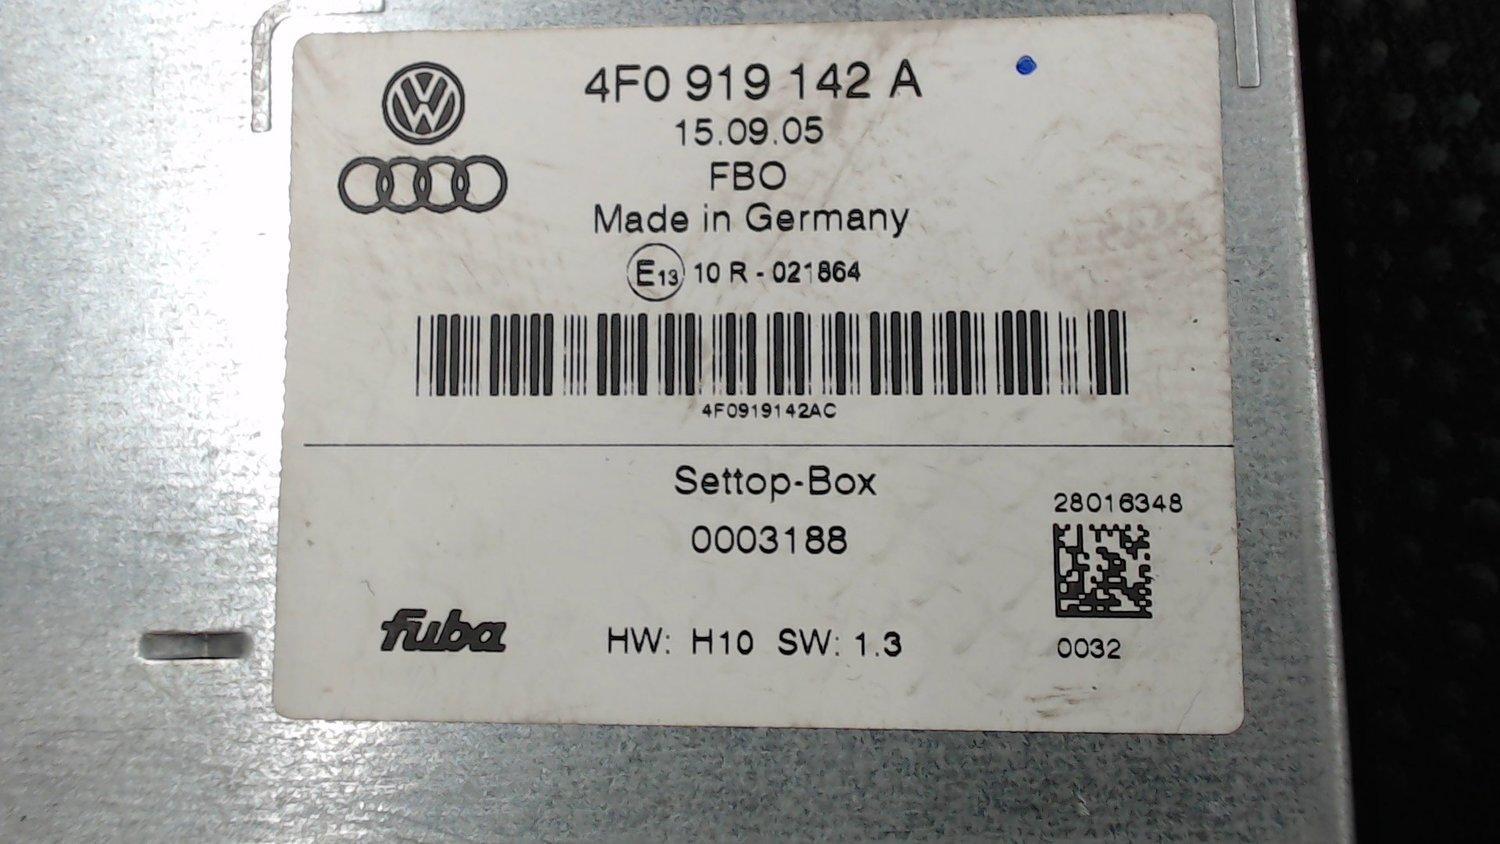 4F0 919 142 A
15.09.05
FBO
Made in Germany
E13 10 R - 021864
4F0919142AC
Settop-Box
0003188
28016348
fuba
HW: H10 SW: 1.3
0032